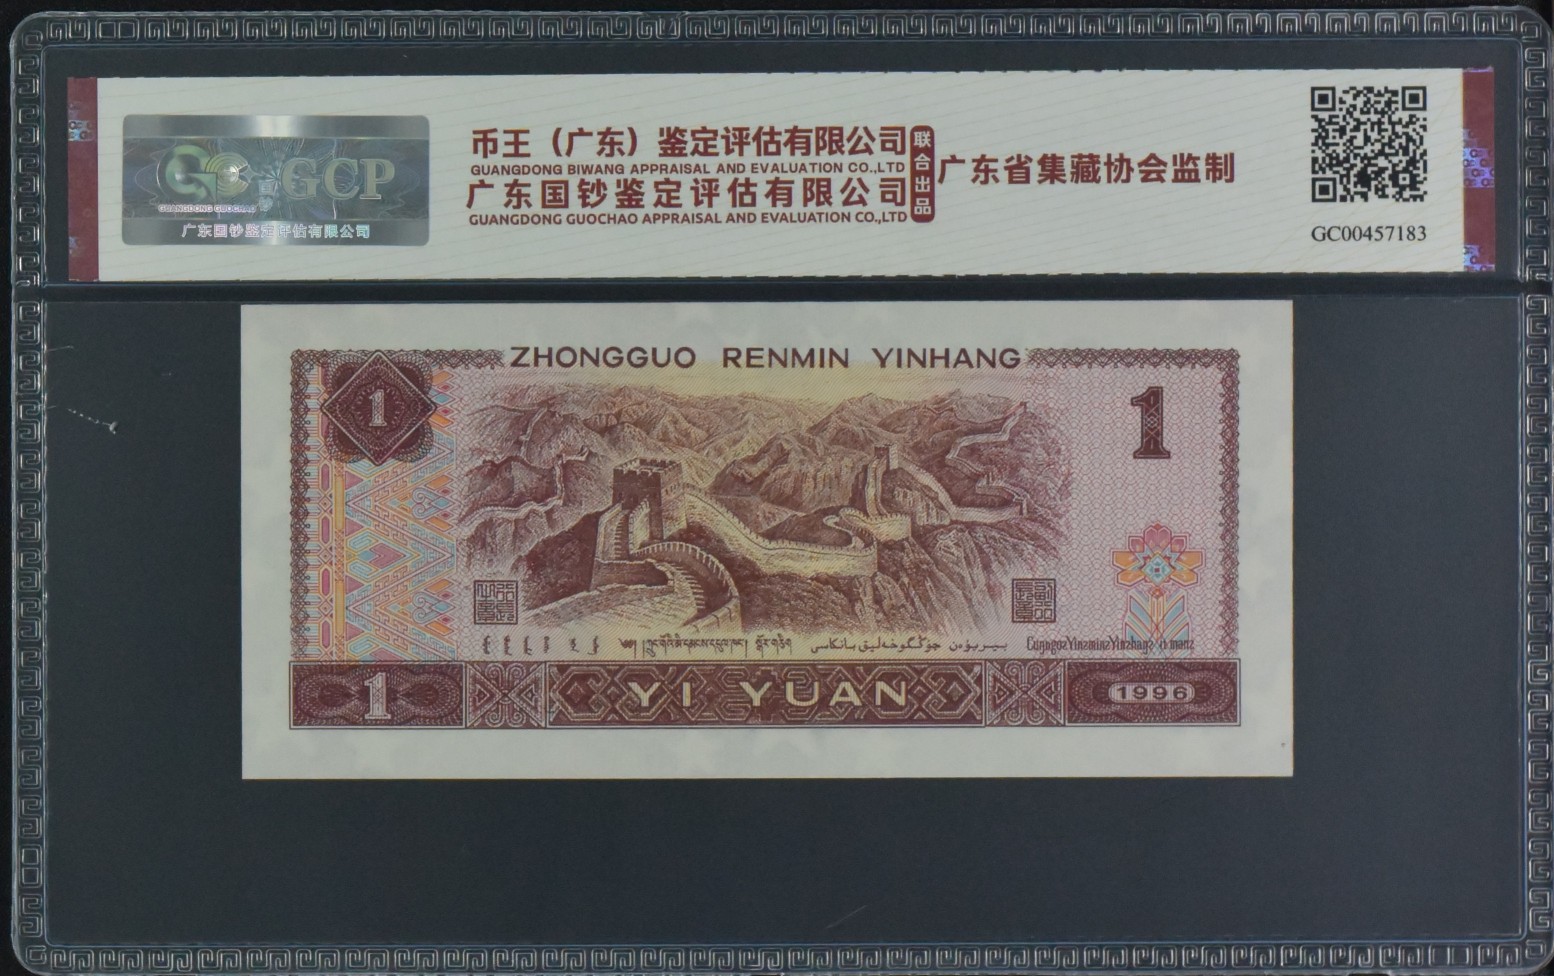 GCP
GUANGDONG GUOCHAO
广东国钞鉴定评估有限公司
币王（广东）鉴定评估有限公司
GUANGDONG BIWANG APPRAISAL AND EVALUATION CO.,LTD
广东国钞鉴定评估有限公司
GUANGDONG GUOCHAO APPRAISAL AND EVALUATION CO.,LTD
联合出品
广东省集藏协会监制
GC00457183
ZHONGGUO RENMIN YINHANG
1
1
1
YI YUAN
1996